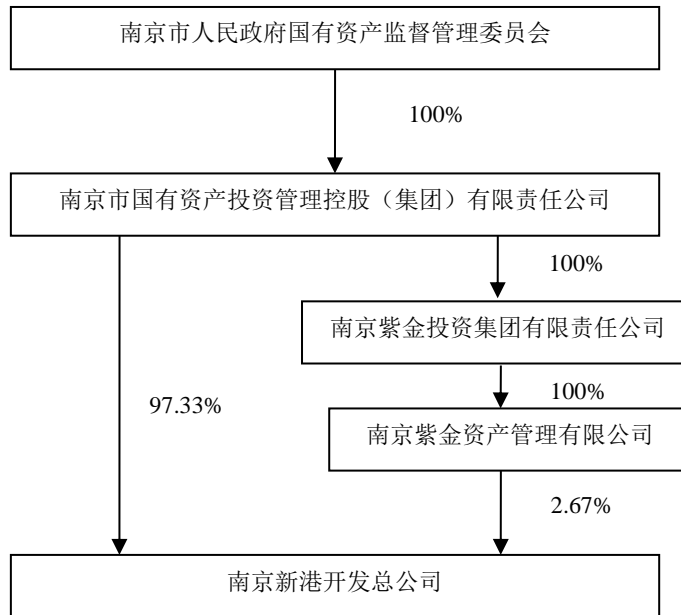 南京市人民政府国有资产监督管理委员会
100%
南京市国有资产投资管理控股（集团）有限责任公司
100%
南京紫金投资集团有限责任公司
97.33%
100%
南京紫金资产管理有限公司
2.67%
南京新港开发总公司